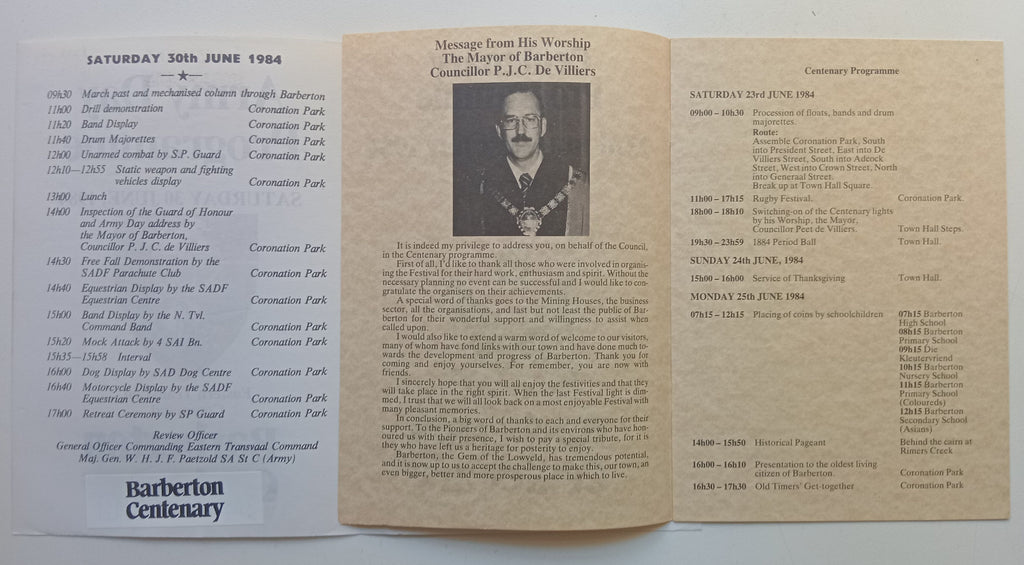 SATURDAY 30th JUNE 1984
09h30 March past and mechanised column through Barberton
11h00 Drill demonstration Coronation Park
11h20 Band Display Coronation Park
11h40 Drum Majorettes Coronation Park
12h00 Unarmed combat by S.P. Guard Coronation Park
12h10—12h55 Static weapon and fighting
vehicles display Coronation Park
13h00 Lunch
14h00 Inspection of the Guard of Honour
and Army Day address by
the Mayor of Barberton,
Councillor P. J. C. de Villiers Coronation Park
14h30 Free Fall Demonstration by the
SADF Parachute Club Coronation Park
14h40 Equestrian Display by the SADF
Equestrian Centre Coronation Park
15h00 Band Display by the N. Tvl.
Command Band Coronation Park
15h20 Mock Attack by 4 SAI Bn. Coronation Park
15h35—15h58 Interval
16h00 Dog Display by SAD Dog Centre Coronation Park
16h40 Motorcycle Display by the SADF
Equestrian Centre Coronation Park
17h00 Retreat Ceremony by SP Guard Coronation Park
Review Officer
General Officer Commanding Eastern Transvaal Command
Maj. Gen. W. H. J. F. Paetzold SA St C (Army)
Barberton
Centenary
Message from His Worship
The Mayor of Barberton
Councillor P.J.C. De Villiers
It is indeed my privilege to address you, on behalf of the Council,
in the Centenary programme.
First of all, I'd like to thank all those who were involved in organis-
ing the Festival for their hard work, enthusiasm and spirit. Without the
necessary planning no event can be successful and I would like to con-
gratulate the organisers on their achievements.
A special word of thanks goes to the Mining Houses, the business
sector, all the organisations, and last but not least the public of Bar-
berton for their wonderful support and willingness to assist when
called upon.
I would also like to extend a warm word of welcome to our visitors,
many of whom have fond links with our town and have done much to-
wards the development and progress of Barberton. Thank you for
coming and enjoy yourselves. For remember, you are now with
friends.
I sincerely hope that you will all enjoy the festivities and that they
will take place in the right spirit. When the last Festival light is dim-
med, I trust that we will all look back on a most enjoyable Festival with
many pleasant memories.
In conclusion, a big word of thanks to each and everyone for their
support. To the Pioneers of Barberton and its environs who have hon-
oured us with their presence, I wish to pay a special tribute, for it is
they who have left us a heritage for posterity to enjoy.
Barberton, the Gem of the Lowveld, has tremendous potential,
and it is now up to us to accept the challenge to make this, our town, an
even bigger, better and more prosperous place in which to live.
Centenary Programme
SATURDAY 23rd JUNE 1984
09h00 – 10h30 Procession of floats, bands and drum
majorettes.
Route:
Assemble Coronation Park, South
into President Street, East into De
Villiers Street, South into Adcock
Street, West into Crown Street, North
into Generaal Street.
Break up at Town Hall Square.
11h00 – 17h15 Rugby Festival. Coronation Park.
18h00 – 18h10 Switching-on of the Centenary lights
by his Worship, the Mayor,
Councillor Peet de Villiers. Town Hall Steps.
19h30 – 23h59 1884 Period Ball Town Hall.
SUNDAY 24th JUNE, 1984
15h00 – 16h00 Service of Thanksgiving Town Hall.
MONDAY 25th JUNE 1984
07h15 – 12h15 Placing of coins by schoolchildren 07h15 Barberton
High School
08h15 Barberton
Primary School
09h15 Die
Kleutervriend
10h15 Barberton
Nursery School
11h15 Barberton
Primary School
(Coloureds)
12h15 Barberton
Secondary School
(Asians)
14h00 – 15h50 Historical Pageant Behind the cairn at
Rimers Creek
16h00 – 16h10 Presentation to the oldest living
citizen of Barberton. Coronation Park
16h30 – 17h30 Old Timers' Get-together Coronation Park